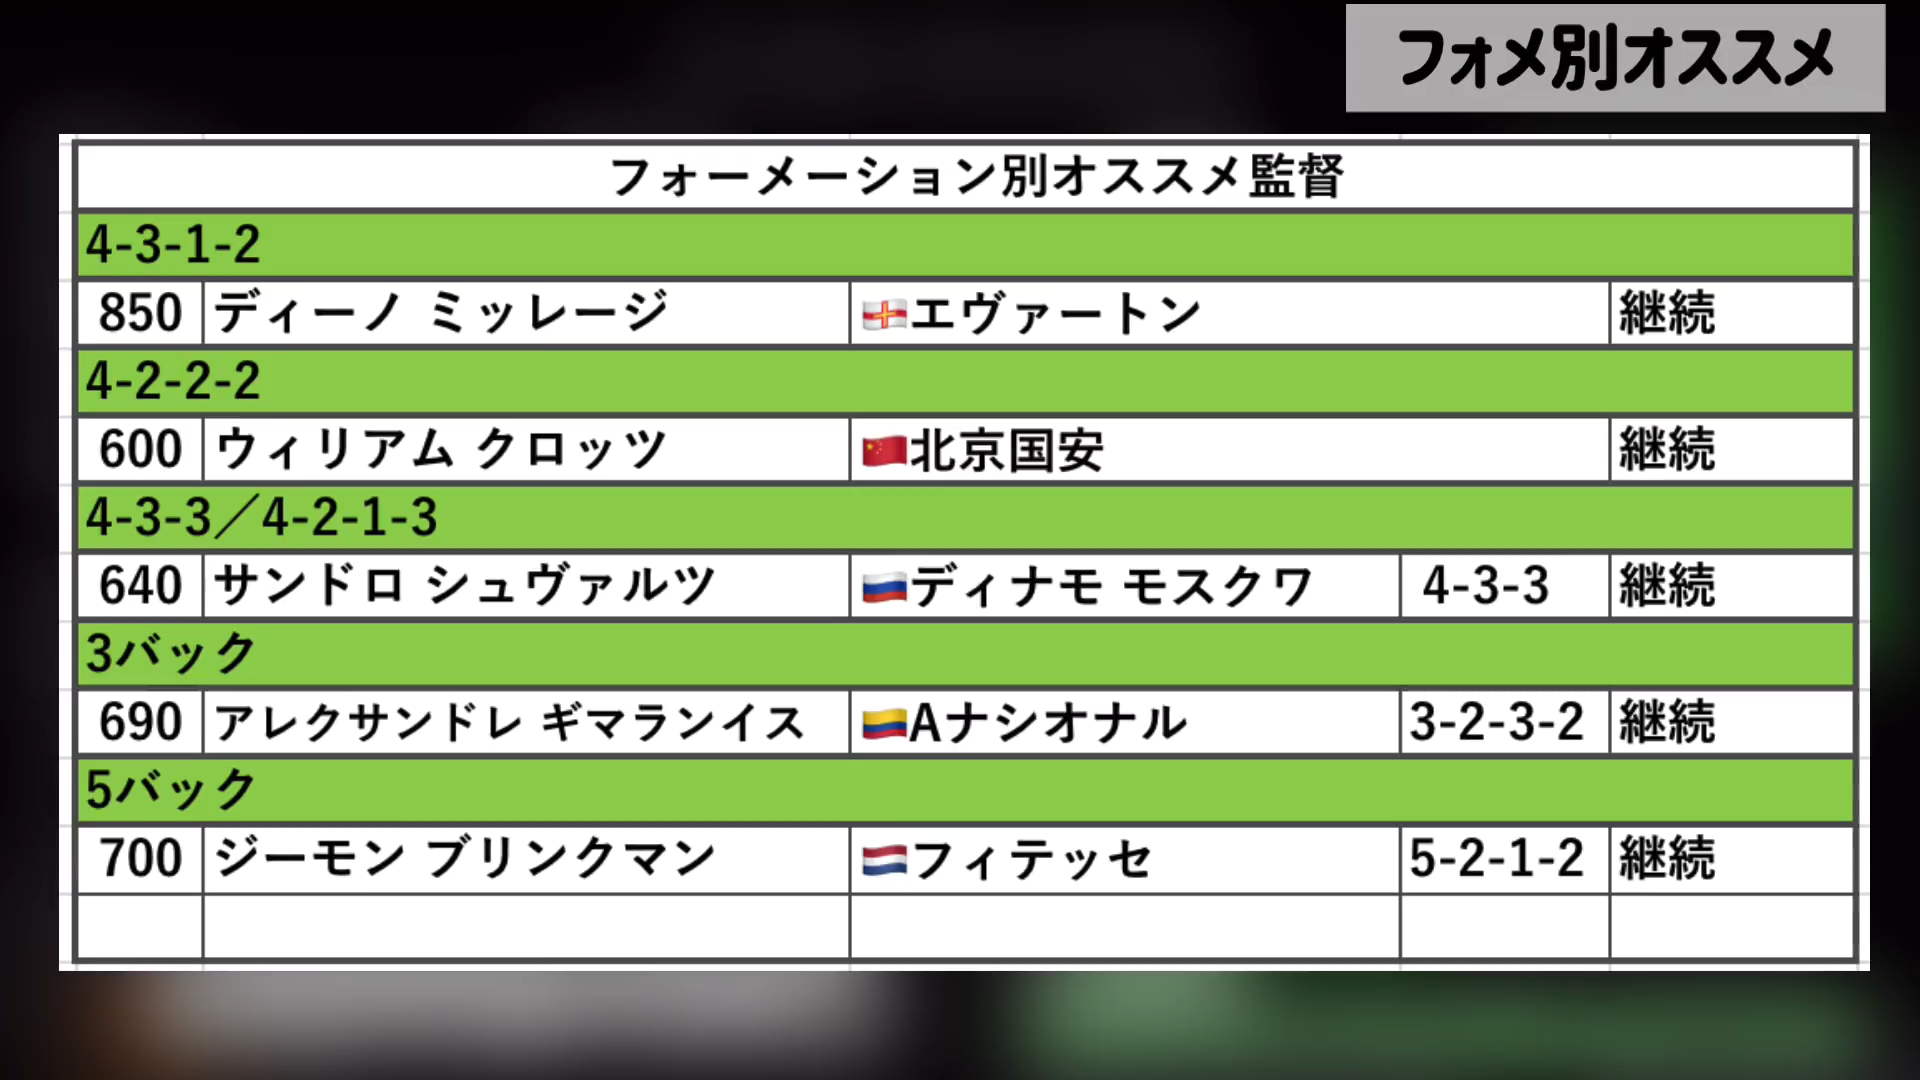 フォメ別オススメ
フォーメーション別オススメ監督
4-3-1-2
850 ディーノ ミッレージ エヴァートン 継続
4-2-2-2
600 ウィリアム クロッツ 北京国安 継続
4-3-3／4-2-1-3
640 サンドロ シュヴァルツ ディナモ モスクワ 4-3-3 継続
3バック
690 アレクサンドレ ギマランイス Aナシオナル 3-2-3-2 継続
5バック
700 ジーモン ブリンクマン フィテッセ 5-2-1-2 継続